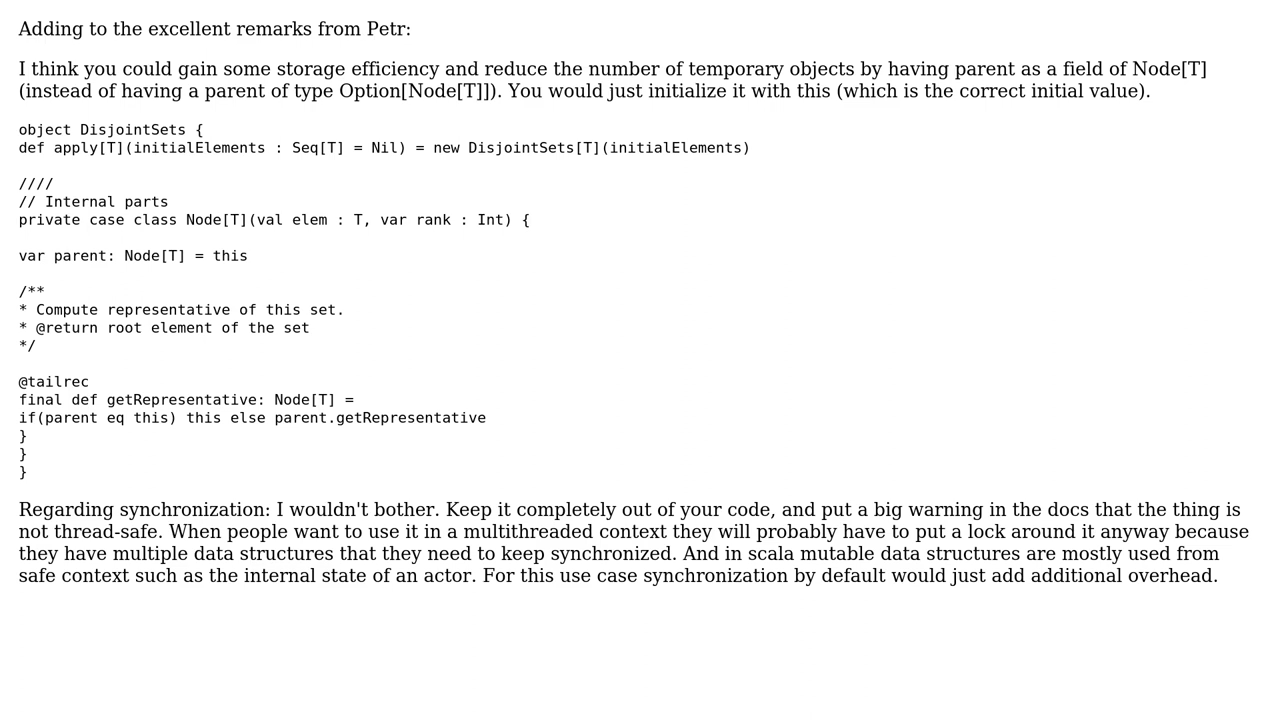 Adding to the excellent remarks from Petr:
I think you could gain some storage efficiency and reduce the number of temporary objects by having parent as a field of Node[T]
(instead of having a parent of type Option[Node[T]]). You would just initialize it with this (which is the correct initial value).
object DisjointSets {
def apply[T](initialElements : Seq[T] = Nil) = new DisjointSets[T](initialElements)
////
// Internal parts
private case class Node[T](val elem : T, var rank : Int) {
var parent: Node[T] = this
/**
* Compute representative of this set.
* @return root element of the set
*/
@tailrec
final def getRepresentative: Node[T] =
if(parent eq this) this else parent.getRepresentative
}
}
}
Regarding synchronization: I wouldn't bother. Keep it completely out of your code, and put a big warning in the docs that the thing is
not thread-safe. When people want to use it in a multithreaded context they will probably have to put a lock around it anyway because
they have multiple data structures that they need to keep synchronized. And in scala mutable data structures are mostly used from
safe context such as the internal state of an actor. For this use case synchronization by default would just add additional overhead.